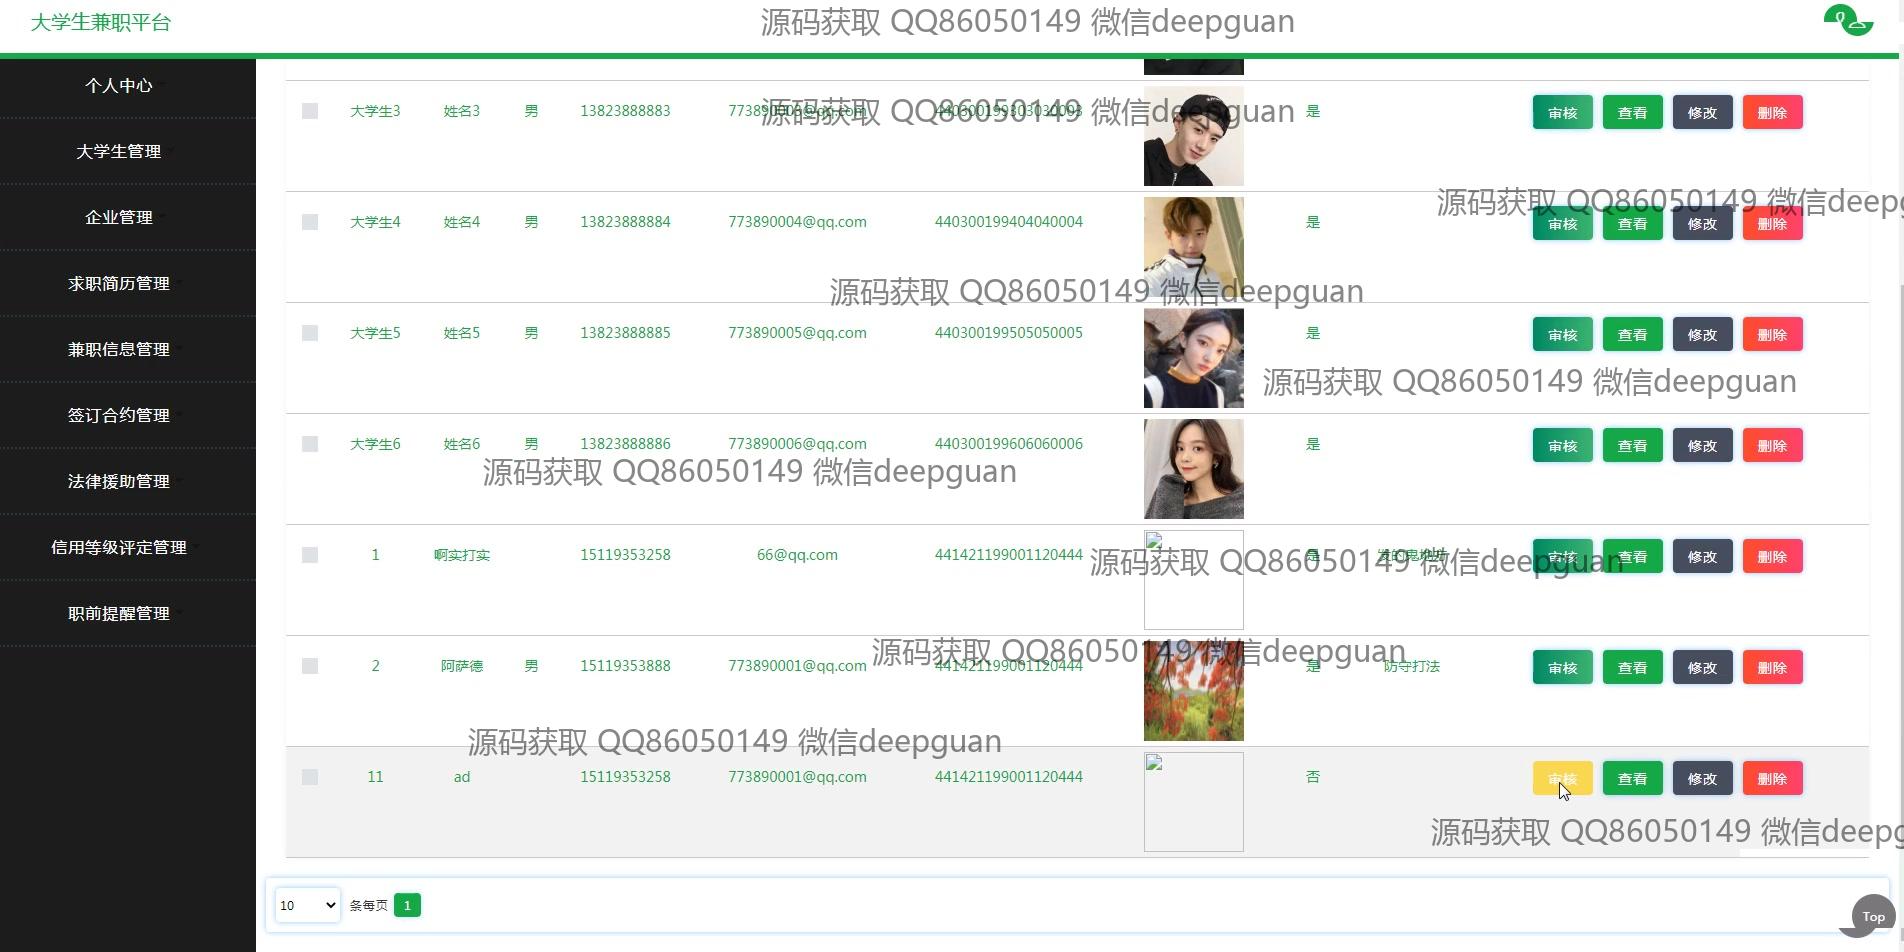 大学生兼职平台
源码获取 QQ86050149 微信deepguan
个人中心
大学生管理
企业管理
求职简历管理
兼职信息管理
签订合约管理
法律援助管理
信用等级评定管理
职前提醒管理
大学生3 姓名3 男 13823888883 773890003@qq.com 440300199303030003 是 审核 查看 修改 删除
源码获取 QQ86050149 微信deepguan
源码获取 QQ86050149 微信deepg
大学生4 姓名4 男 13823888884 773890004@qq.com 440300199404040004 是 审核 查看 修改 删除
源码获取 QQ86050149 微信deepguan
大学生5 姓名5 男 13823888885 773890005@qq.com 440300199505050005 是 审核 查看 修改 删除
源码获取 QQ86050149 微信deepguan
大学生6 姓名6 男 13823888886 773890006@qq.com 440300199606060006 是 审核 查看 修改 删除
源码获取 QQ86050149 微信deepguan
1 啊实打实 15119353258 66@qq.com 441421199001120444 是 审核 查看 修改 删除
源码获取 QQ86050149 微信deepguan
2 阿萨德 男 15119353888 773890001@qq.com 441421199001120444 是 防守打法 审核 查看 修改 删除
源码获取 QQ86050149 微信deepguan
源码获取 QQ86050149 微信deepguan
11 ad 15119353258 773890001@qq.com 441421199001120444 否 审核 查看 修改 删除
源码获取 QQ86050149 微信deepg
10 条每页 1
Top